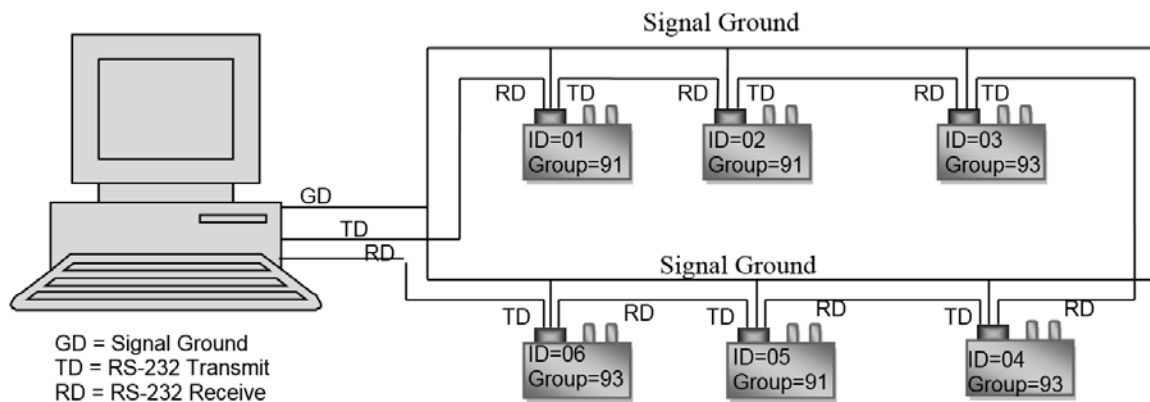 Signal Ground
RD TD RD TD RD TD
ID=01
Group=91
ID=02
Group=91
ID=03
Group=93
GD
TD
RD
Signal Ground
TD RD TD RD TD RD
ID=06
Group=93
ID=05
Group=91
ID=04
Group=93
GD = Signal Ground
TD = RS-232 Transmit
RD = RS-232 Receive